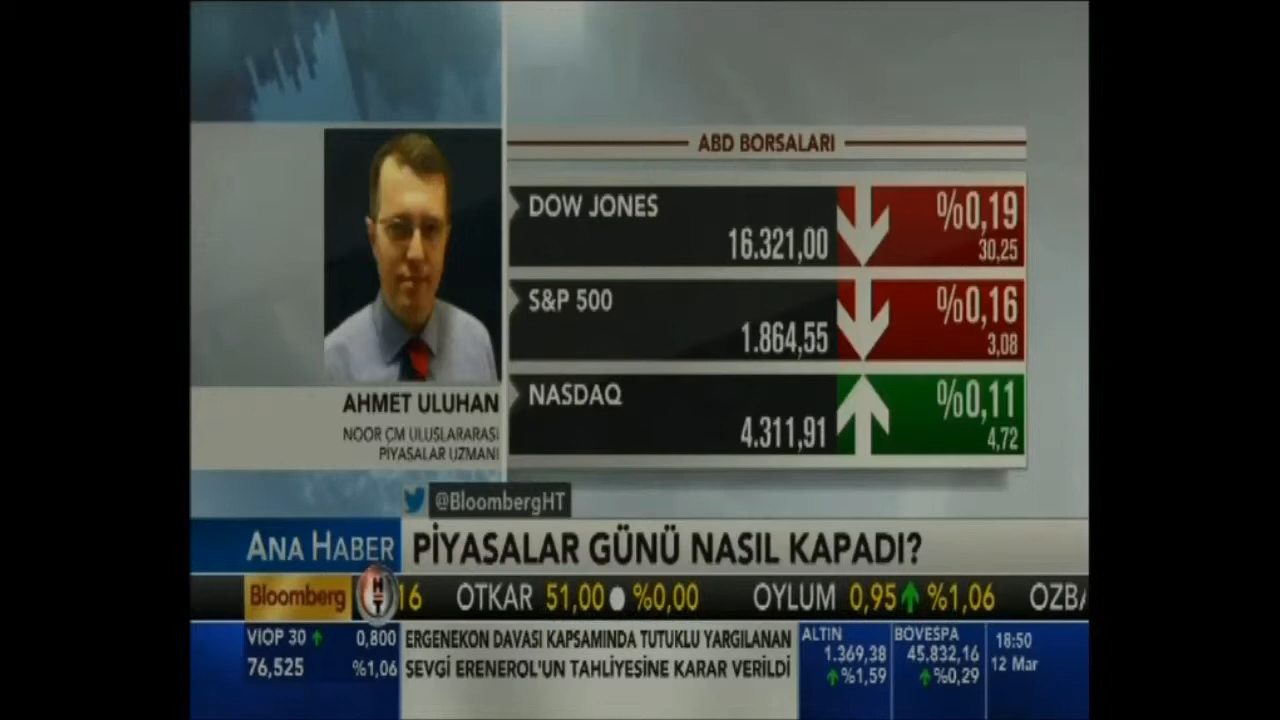 ABD BORSALARI
DOW JONES
16.321,00
%0,19
30,25
S&P 500
1.864,55
%0,16
3,08
NASDAQ
4.311,91
%0,11
4,72
AHMET ULUHAN
NOOR ÇM ULUSLARARASI
PİYASALAR UZMANI
@BloombergHT
ANA HABER
PİYASALAR GÜNÜ NASIL KAPADI?
Bloomberg HT
16 OTKAR 51,00 %0,00 OYLUM 0,95 %1,06 OZBA
VIOP 30 0,800
76,525 %1,06
ERGENEKON DAVASI KAPSAMINDA TUTUKLU YARGILANAN
SEVGİ ERENEROL'UN TAHLİYESİNE KARAR VERİLDİ
ALTIN
1.369,38
%1,59
BOVESPA
45.832,16
%0,29
18:50
12 Mar